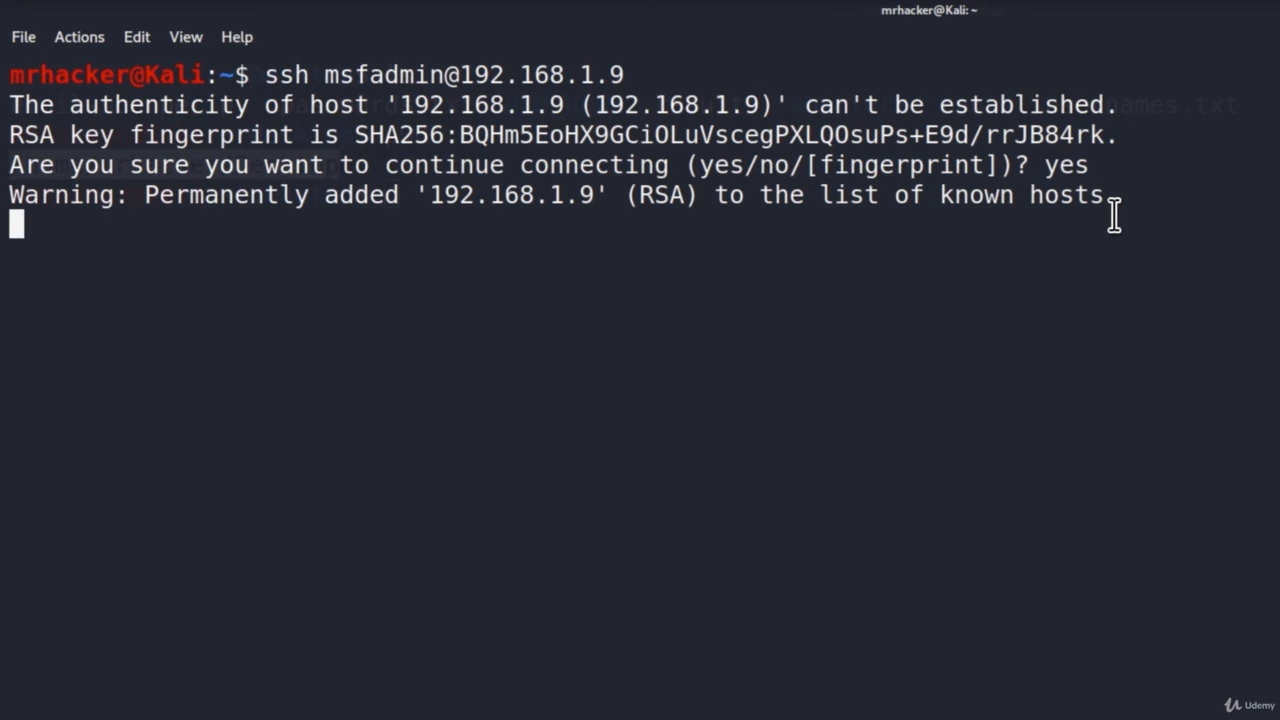 mrhacker@Kali: ~
File Actions Edit View Help
mrhacker@Kali:~$ ssh msfadmin@192.168.1.9
The authenticity of host '192.168.1.9 (192.168.1.9)' can't be established.
RSA key fingerprint is SHA256:BQHm5EoHX9GCiOLuVscegPXLQOsuPs+E9d/rrJB84rk.
Are you sure you want to continue connecting (yes/no/[fingerprint])? yes
Warning: Permanently added '192.168.1.9' (RSA) to the list of known hosts.
Udemy